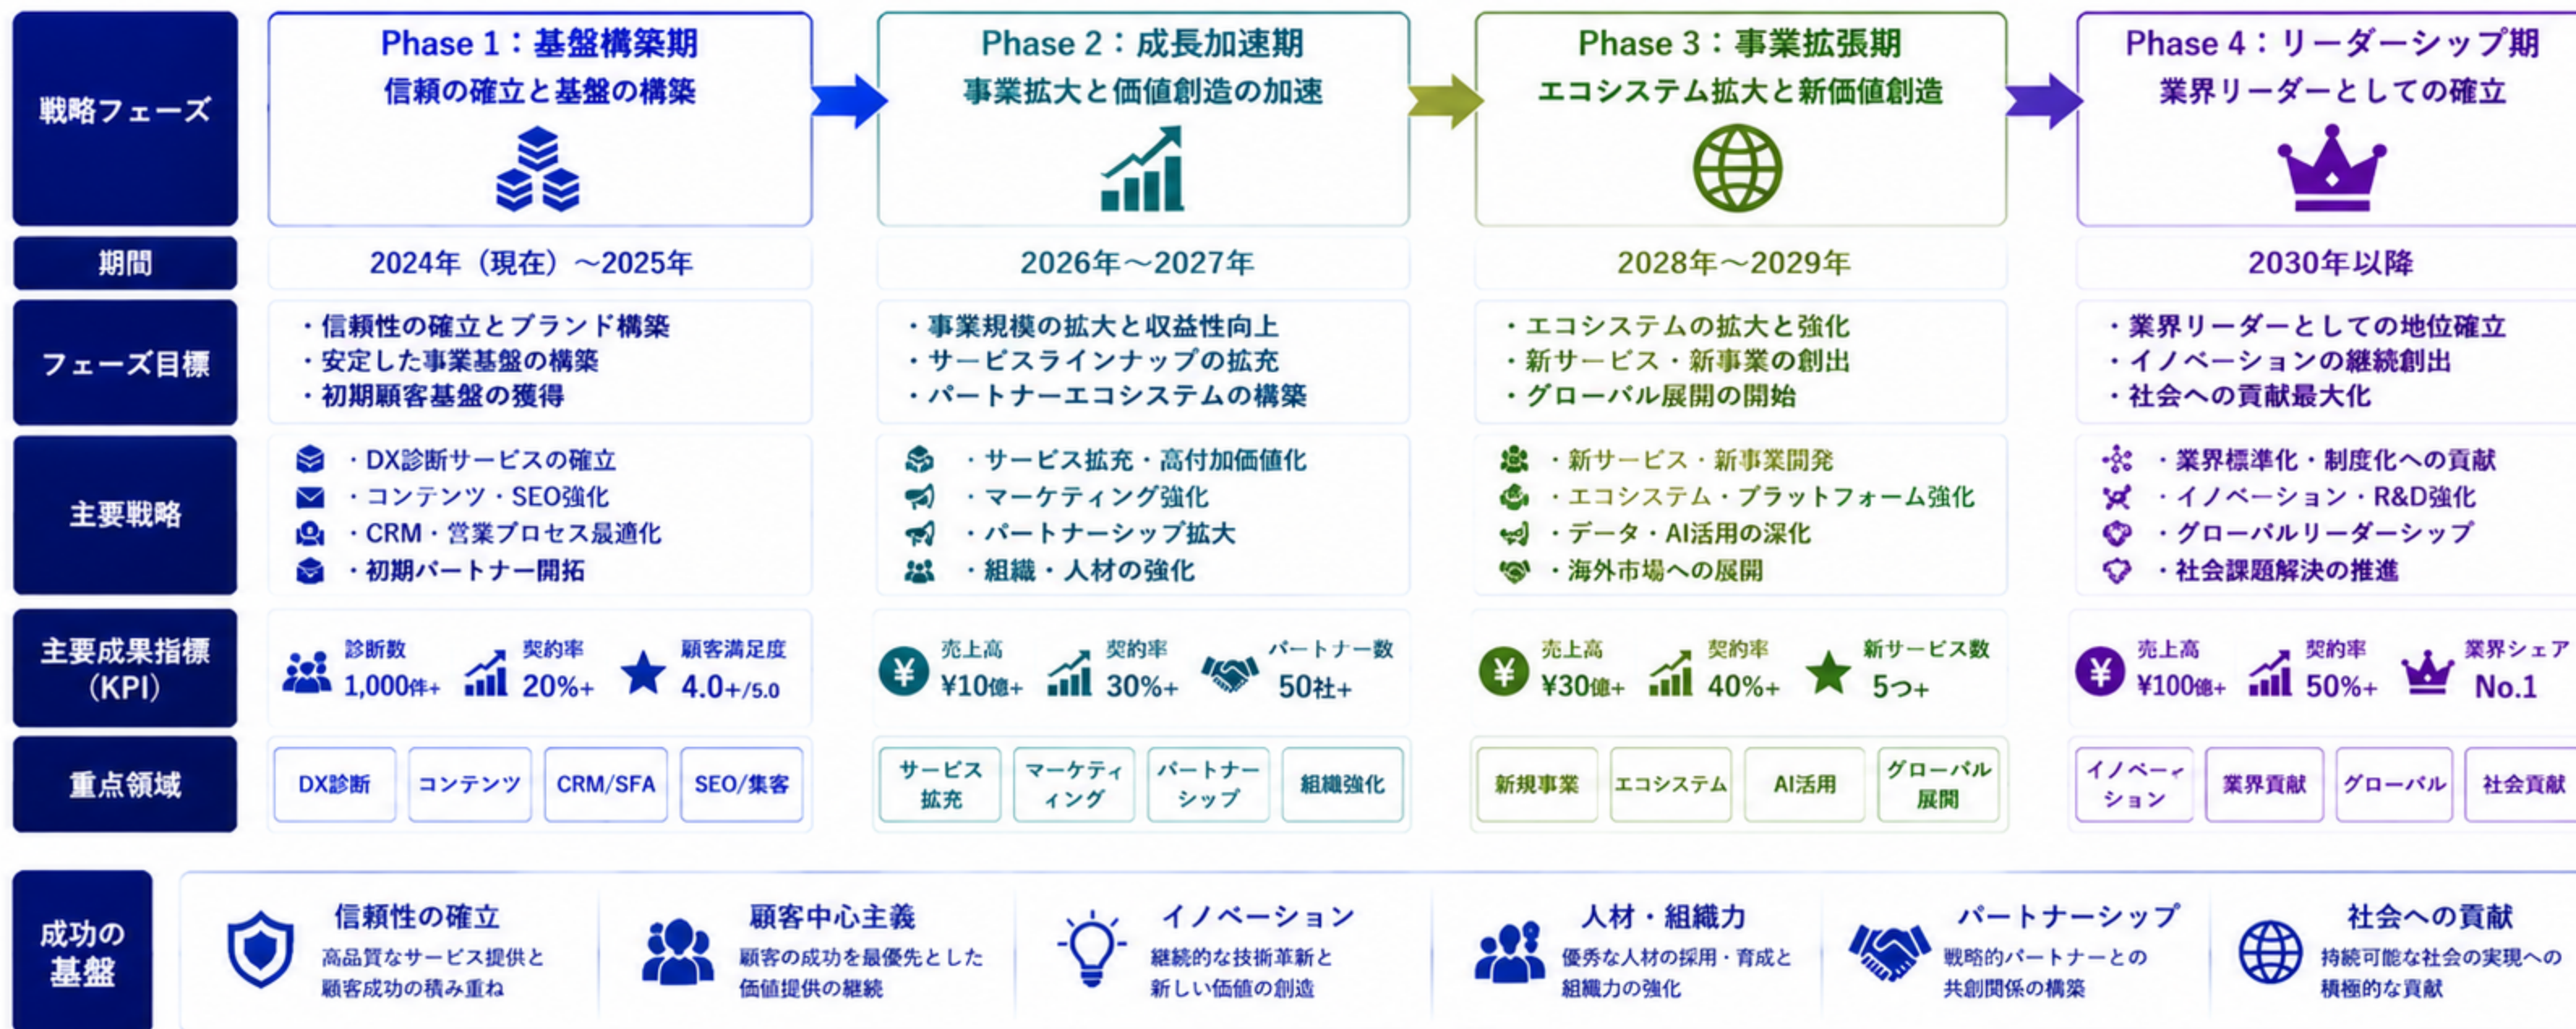 戦略フェーズ
Phase 1：基盤構築期
信頼の確立と基盤の構築
Phase 2：成長加速期
事業拡大と価値創造の加速
Phase 3：事業拡張期
エコシステム拡大と新価値創造
Phase 4：リーダーシップ期
業界リーダーとしての確立
期間
2024年（現在）～2025年
2026年～2027年
2028年～2029年
2030年以降
フェーズ目標
・信頼性の確立とブランド構築
・安定した事業基盤の構築
・初期顧客基盤の獲得
・事業規模の拡大と収益性向上
・サービスラインナップの拡充
・パートナーエコシステムの構築
・エコシステムの拡大と強化
・新サービス・新事業の創出
・グローバル展開の開始
・業界リーダーとしての地位確立
・イノベーションの継続創出
・社会への貢献最大化
主要戦略
・DX診断サービスの確立
・コンテンツ・SEO強化
・CRM・営業プロセス最適化
・初期パートナー開拓
・サービス拡充・高付加価値化
・マーケティング強化
・パートナーシップ拡大
・組織・人材の強化
・新サービス・新事業開発
・エコシステム・プラットフォーム強化
・データ・AI活用の深化
・海外市場への展開
・業界標準化・制度化への貢献
・イノベーション・R&D強化
・グローバルリーダーシップ
・社会課題解決の推進
主要成果指標
（KPI）
診断数
1,000件+
契約率
20%+
顧客満足度
4.0+/5.0
売上高
¥10億+
契約率
30%+
パートナー数
50社+
売上高
¥30億+
契約率
40%+
新サービス数
5つ+
売上高
¥100億+
契約率
50%+
業界シェア
No.1
重点領域
DX診断
コンテンツ
CRM/SFA
SEO/集客
サービス
拡充
マーケティ
ィング
パートナー
シップ
組織強化
新規事業
エコシステム
AI活用
グローバル
展開
イノベーィ
ション
業界貢献
グローバル
社会貢献
成功の
基盤
信頼性の確立
高品質なサービス提供と
顧客成功の積み重ね
顧客中心主義
顧客の成功を最優先とした
価値提供の継続
イノベーション
継続的な技術革新と
新しい価値の創造
人材・組織力
優秀な人材の採用・育成と
組織力の強化
パートナーシップ
戦略的パートナーとの
共創関係の構築
社会への貢献
持続可能な社会の実現への
積極的な貢献